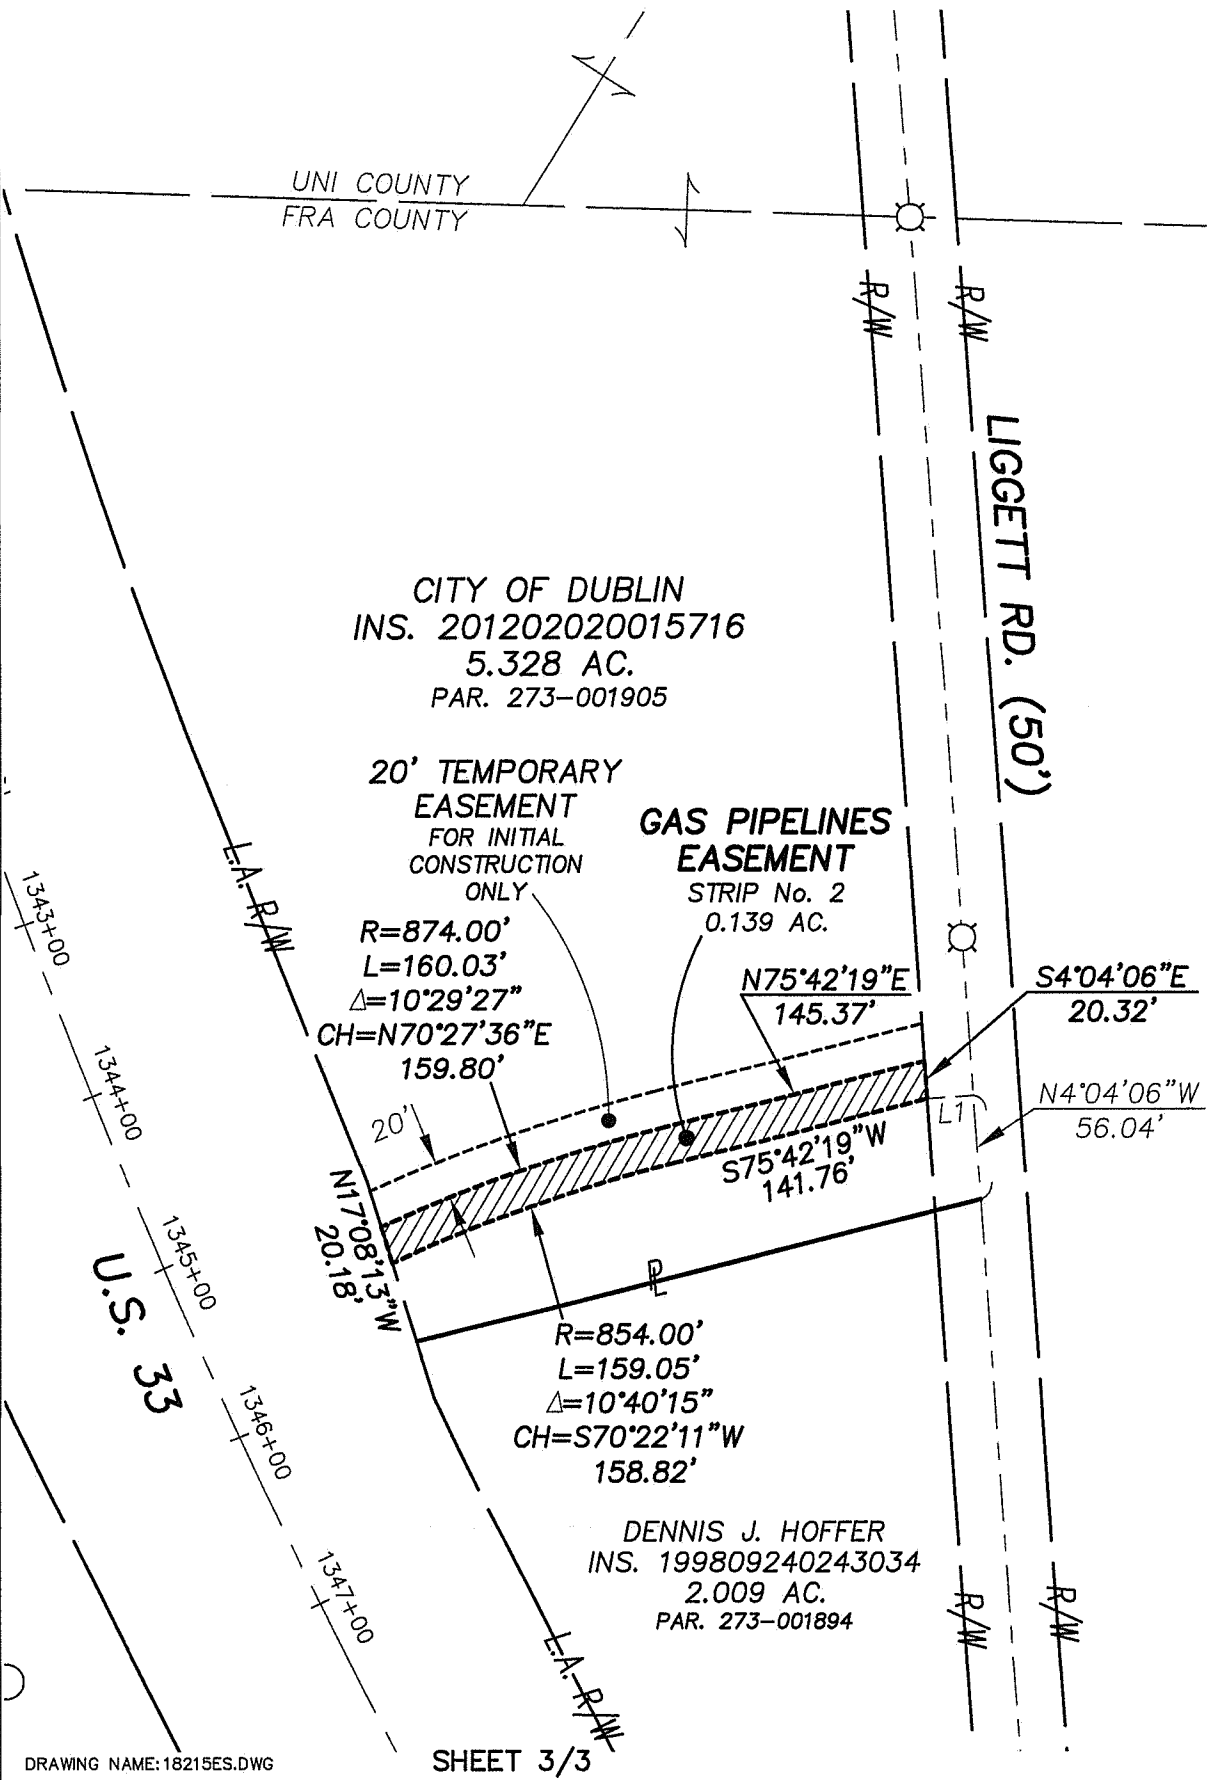 UNI COUNTY
FRA COUNTY
R/W
R/W
LIGGETT RD. (50')
CITY OF DUBLIN
INS. 201202020015716
5.328 AC.
PAR. 273-001905
20' TEMPORARY
EASEMENT
FOR INITIAL
CONSTRUCTION
ONLY
GAS PIPELINES
EASEMENT
STRIP No. 2
0.139 AC.
L.A. R/W
R=874.00'
L=160.03'
Δ=10°29'27"
CH=N70°27'36"E
159.80'
N75°42'19"E
145.37'
S4°04'06"E
20.32'
N4°04'06"W
56.04'
L1
20'
S75°42'19"W
141.76'
N17°08'13"W
20.18'
1343+00
1344+00
1345+00
1346+00
1347+00
U.S. 33
PL
R=854.00'
L=159.05'
Δ=10°40'15"
CH=S70°22'11"W
158.82'
DENNIS J. HOFFER
INS. 199809240243034
2.009 AC.
PAR. 273-001894
R/W
R/W
L.A. R/W
DRAWING NAME: 18215ES.DWG
SHEET 3/3